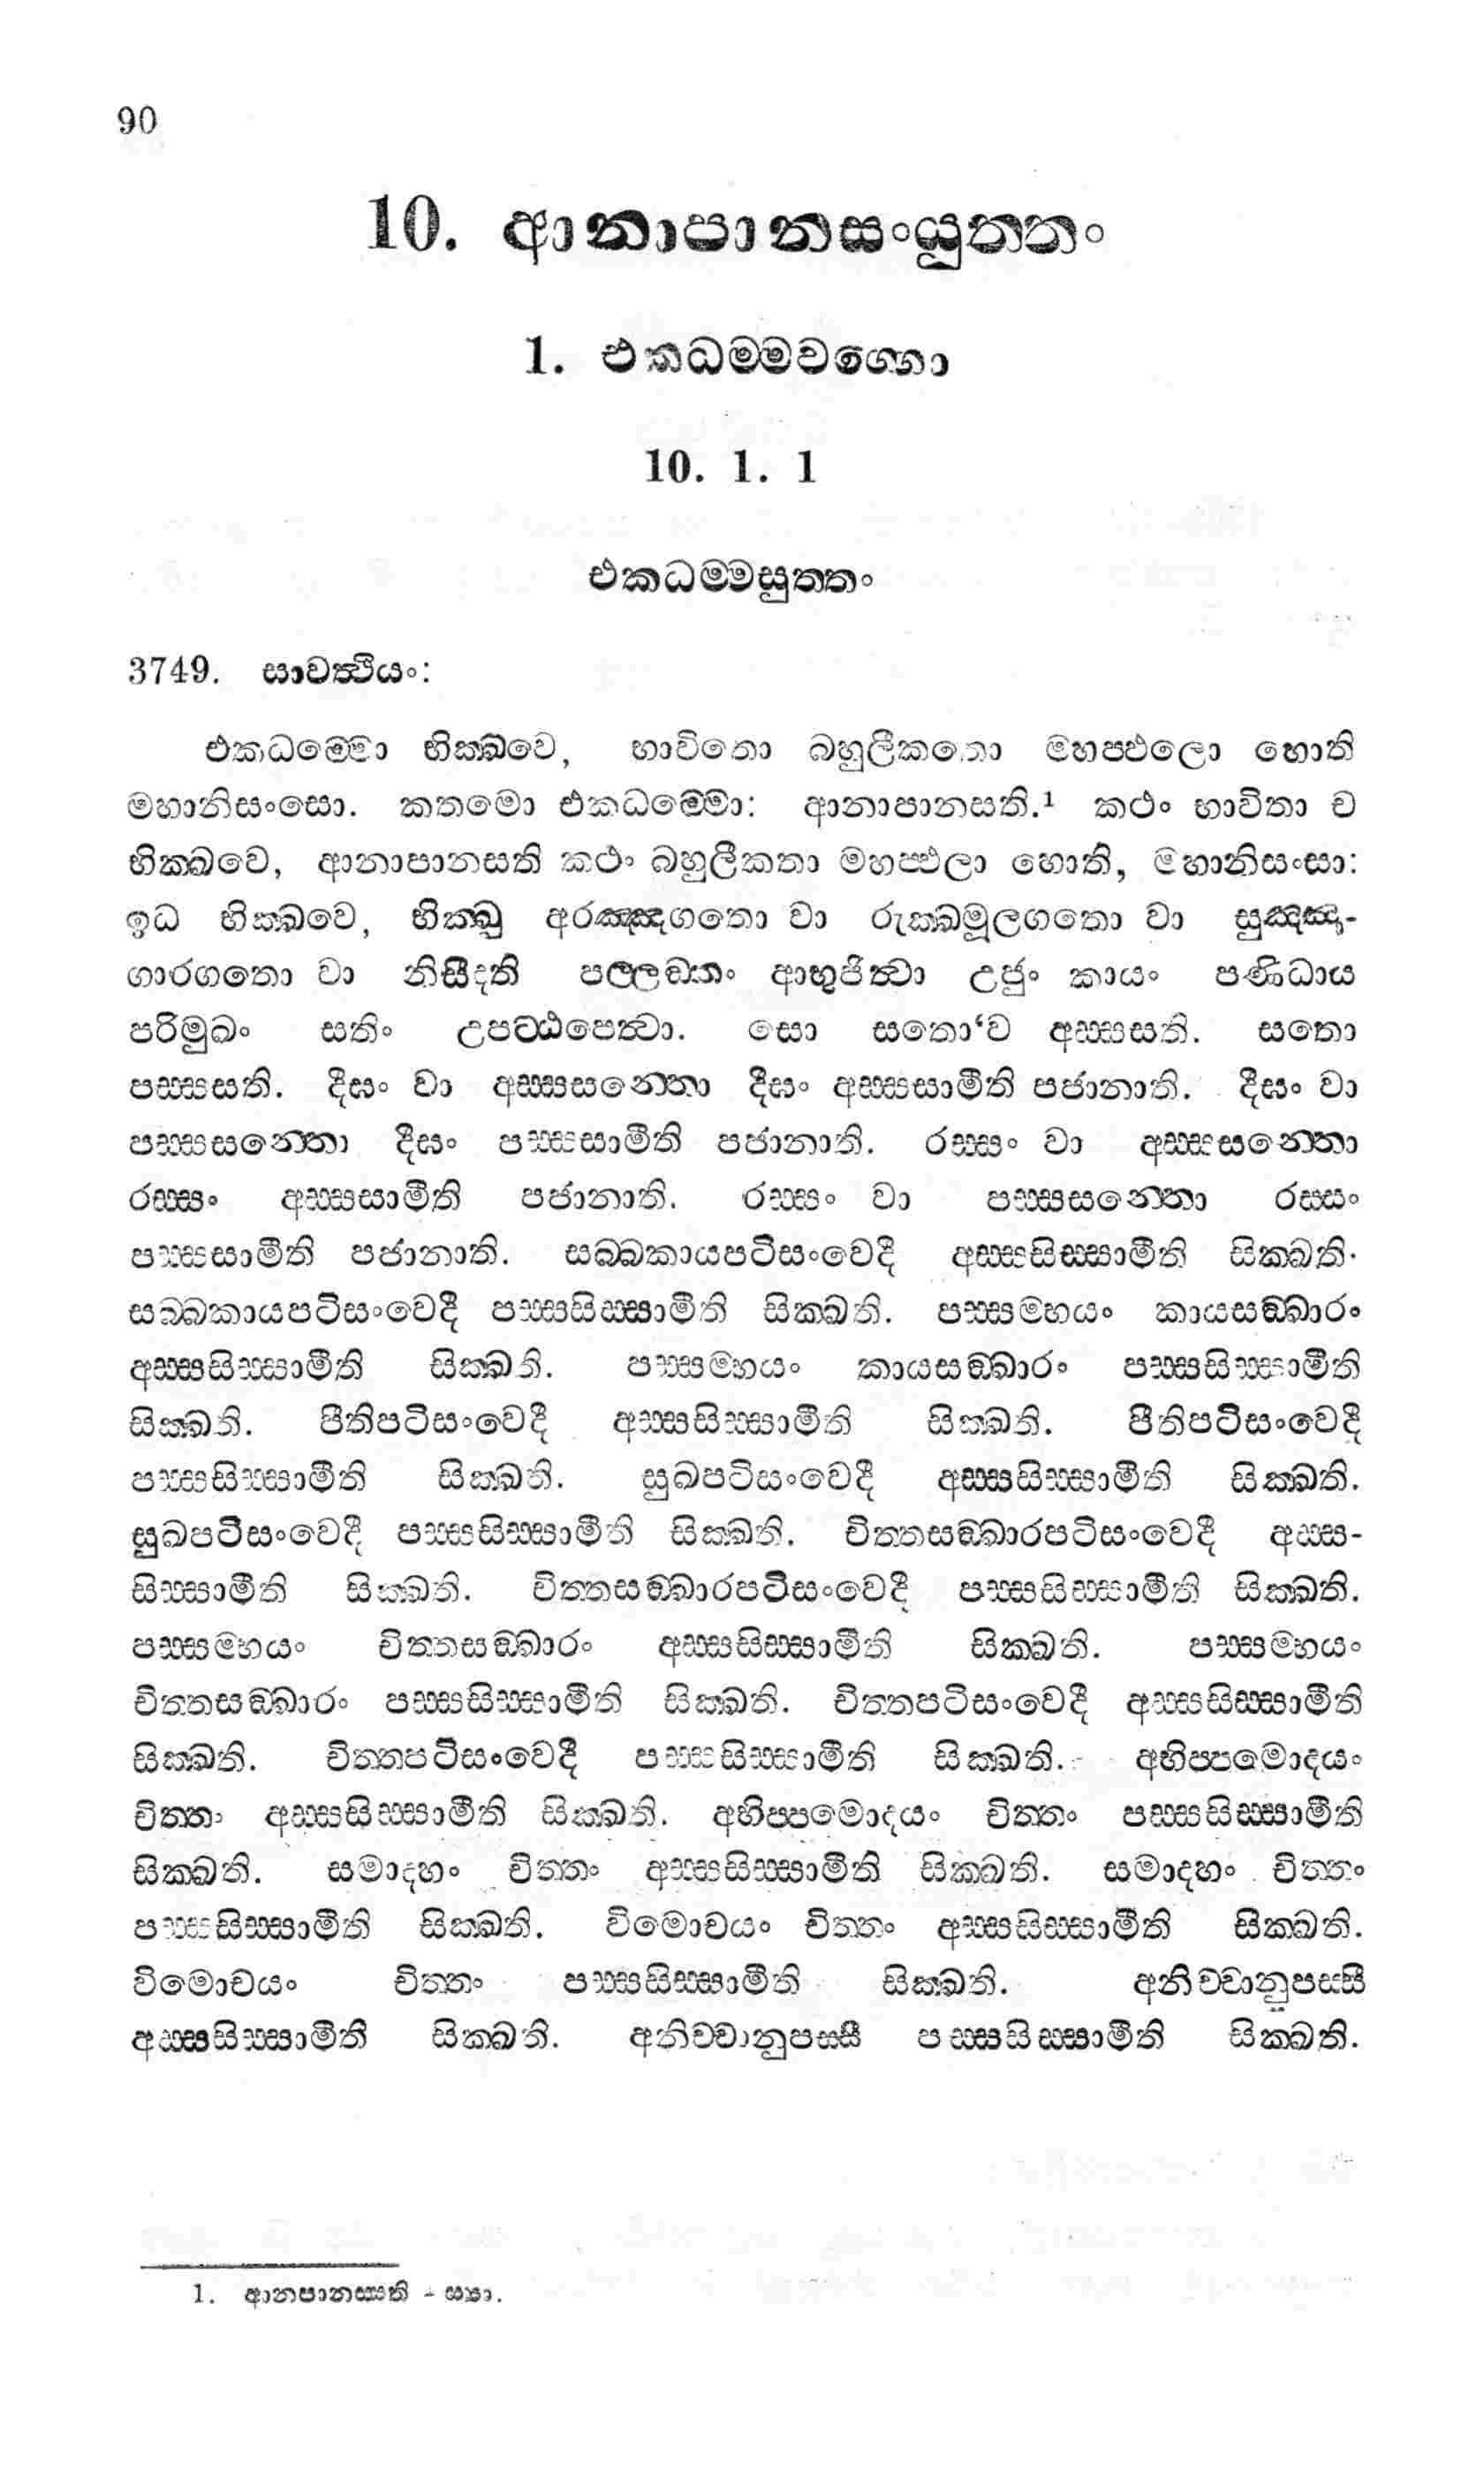 90
10. ආනාපානසංයුත්තං
1. එකධම්මවග්ගො
10. 1. 1
එකධම්මසුත්තං
3749. සාවත්ථියං:
එකධම්මො භික්ඛවෙ, භාවිතො බහුලීකතො මහප්ඵලො හොති
මහානිසංසො. කතමො එකධම්මො: ආනාපානසති.¹ කථං භාවිතා ච
භික්ඛවෙ, ආනාපානසති කථං බහුලීකතා මහප්ඵලා හොති, මහානිසංසා:
ඉධ භික්ඛවෙ, භික්ඛු අරඤ්ඤගතො වා රුක්ඛමූලගතො වා සුඤ්ඤා-
ගාරගතො වා නිසීදති පල්ලඞ්කං ආභුජිත්වා උජුං කායං පණිධාය
පරිමුඛං සතිං උපට්ඨපෙත්වා. සො සතො‘ව අස්සසති. සතො
පස්සසති. දීඝං වා අස්සසන්තො දීඝං අස්සසාමීති පජානාති. දීඝං වා
පස්සසන්තො දීඝං පස්සසාමීති පජානාති. රස්සං වා අස්සසන්තො
රස්සං අස්සසාමීති පජානාති. රස්සං වා පස්සසන්තො රස්සං
පස්සසාමීති පජානාති. සබ්බකායපටිසංවෙදී අස්සසිස්සාමීති සික්ඛති.
සබ්බකායපටිසංවෙදී පස්සසිස්සාමීති සික්ඛති. පස්සම්භයං කායසඞ්ඛාරං
අස්සසිස්සාමීති සික්ඛති. පස්සම්භයං කායසඞ්ඛාරං පස්සසිස්සාමීති
සික්ඛති. පීතිපටිසංවෙදී අස්සසිස්සාමීති සික්ඛති. පීතිපටිසංවෙදී
පස්සසිස්සාමීති සික්ඛති. සුඛපටිසංවෙදී අස්සසිස්සාමීති සික්ඛති.
සුඛපටිසංවෙදී පස්සසිස්සාමීති සික්ඛති. චිත්තසඞ්ඛාරපටිසංවෙදී අස්ස-
සිස්සාමීති සික්ඛති. චිත්තසඞ්ඛාරපටිසංවෙදී පස්සසිස්සාමීති සික්ඛති.
පස්සම්භයං චිත්තසඞ්ඛාරං අස්සසිස්සාමීති සික්ඛති. පස්සම්භයං
චිත්තසඞ්ඛාරං පස්සසිස්සාමීති සික්ඛති. චිත්තපටිසංවෙදී අස්සසිස්සාමීති
සික්ඛති. චිත්තපටිසංවෙදී පස්සසිස්සාමීති සික්ඛති. අභිප්පමොදයං
චිත්තං අස්සසිස්සාමීති සික්ඛති. අභිප්පමොදයං චිත්තං පස්සසිස්සාමීති
සික්ඛති. සමාදහං චිත්තං අස්සසිස්සාමීති සික්ඛති. සමාදහං චිත්තං
පස්සසිස්සාමීති සික්ඛති. විමොචයං චිත්තං අස්සසිස්සාමීති සික්ඛති.
විමොචයං චිත්තං පස්සසිස්සාමීති සික්ඛති. අනිච්චානුපස්සී
අස්සසිස්සාමීති සික්ඛති. අනිච්චානුපස්සී පස්සසිස්සාමීති සික්ඛති.
1. ආනපානස්සති - ස්‍යා.